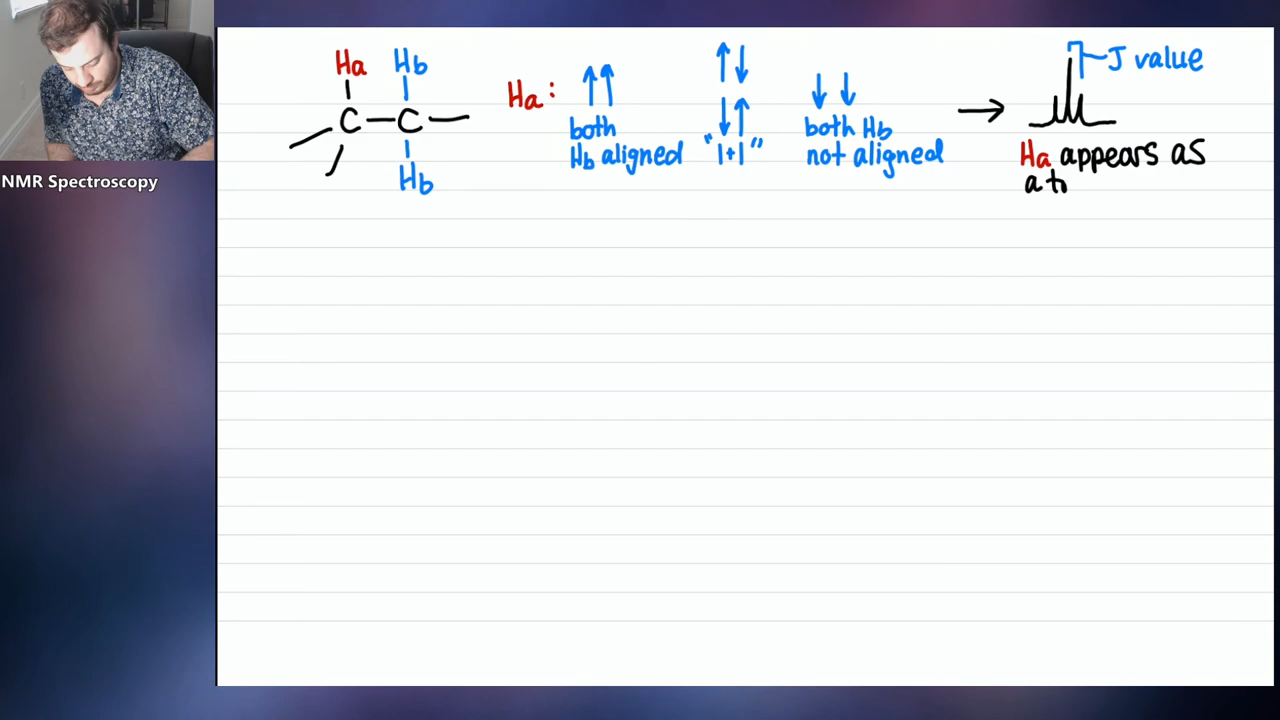 Ha Hb
C C
Hb
Ha:
both
Hb aligned
"1+1"
both Hb
not aligned
J value
Ha appears as
a to
NMR Spectroscopy